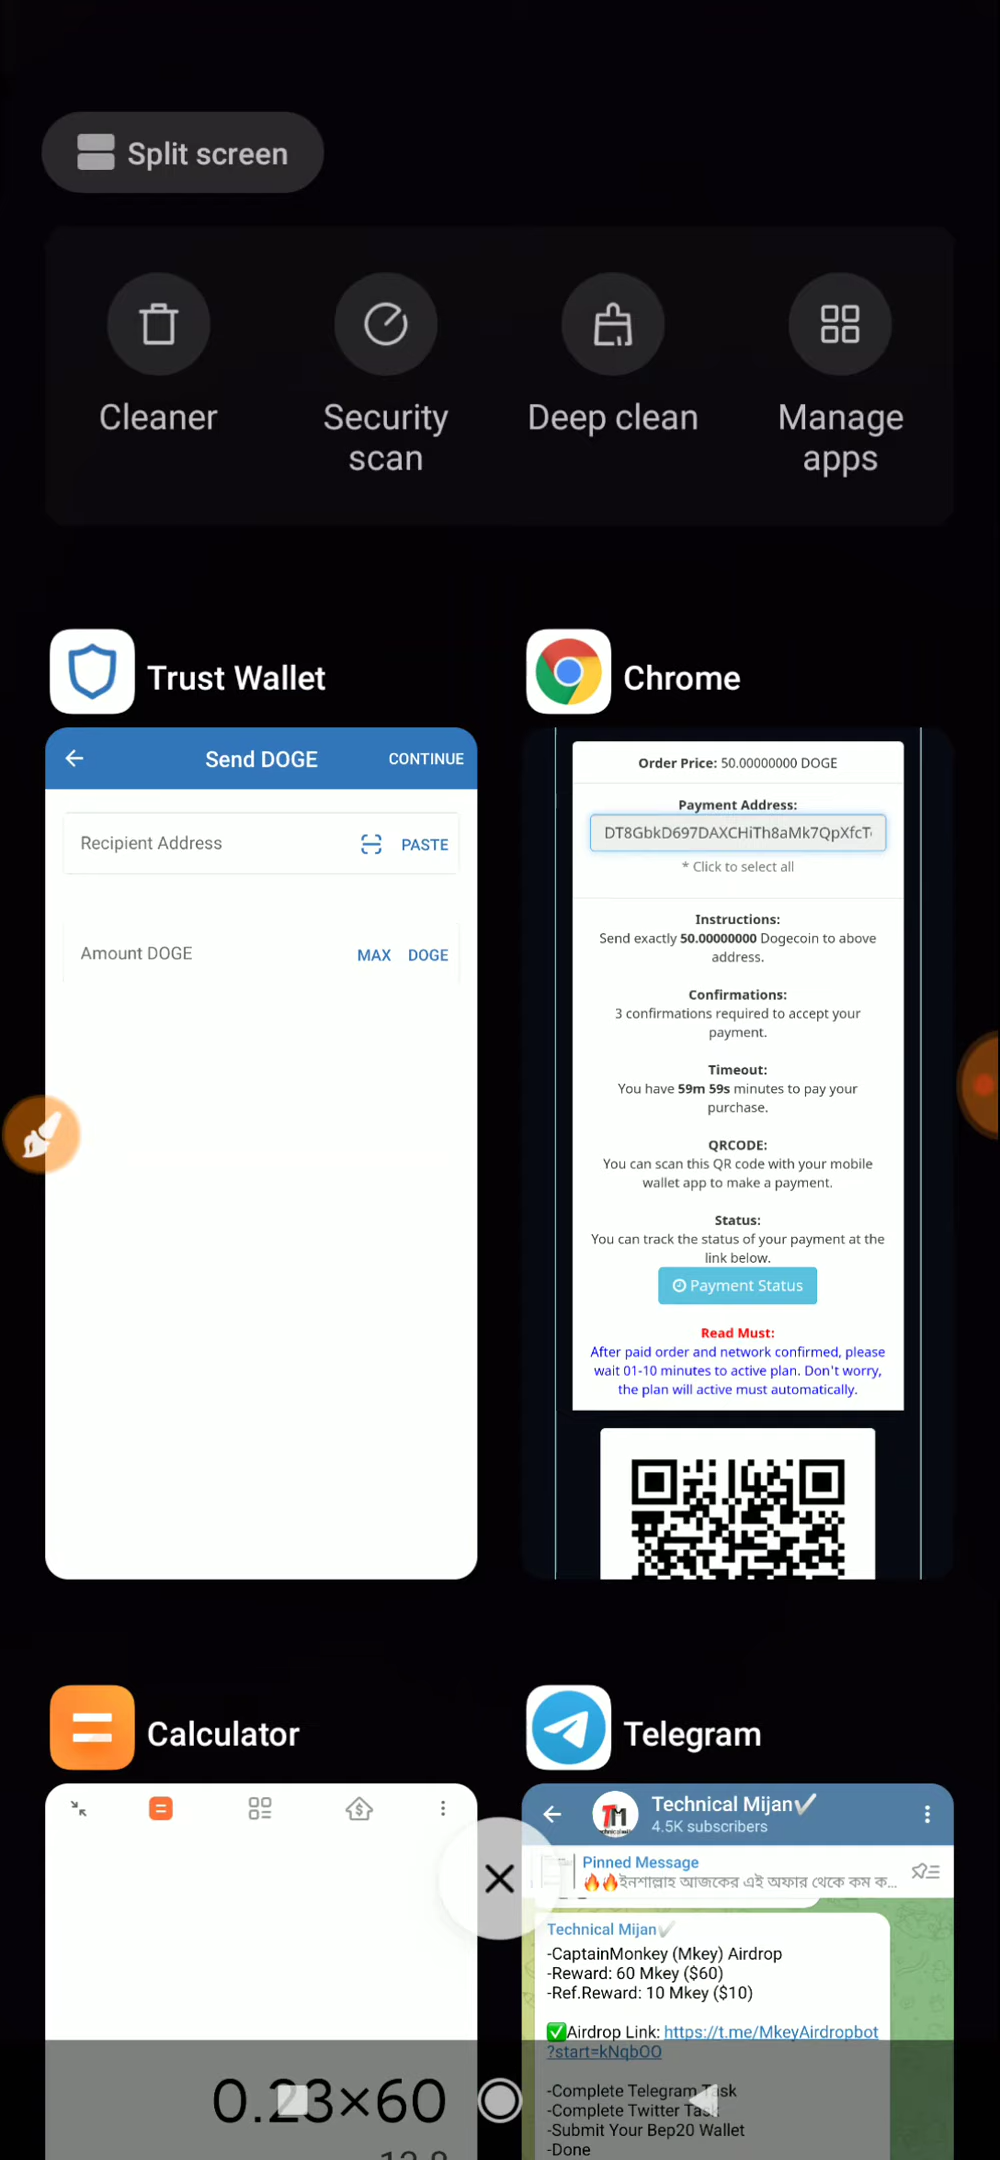 Split screen
Cleaner
Security
scan
Deep clean
Manage
apps
Trust Wallet
Send DOGE
CONTINUE
Recipient Address
PASTE
Amount DOGE
MAX
DOGE
Chrome
Order Price: 50.00000000 DOGE
Payment Address:
DT8GbkD697DAXCHiTh8aMk7QpXfcT
* Click to select all
Instructions:
Send exactly 50.00000000 Dogecoin to above
address.
Confirmations:
3 confirmations required to accept your
payment.
Timeout:
You have 59m 59s minutes to pay your
purchase.
QRCODE:
You can scan this QR code with your mobile
wallet app to make a payment.
Status:
You can track the status of your payment at the
link below.
Payment Status
Read Must:
After paid order and network confirmed, please
wait 01-10 minutes to active plan. Don't worry,
the plan will active must automatically.
Calculator
0.23×60
Telegram
TM
Technical Mijan✔
4.5K subscribers
Pinned Message
🔥🔥ইনশাল্লাহ আজকের এই অফার থেকে কম ক...
Technical Mijan✔
-CaptainMonkey (Mkey) Airdrop
-Reward: 60 Mkey ($60)
-Ref.Reward: 10 Mkey ($10)
✅Airdrop Link: https://t.me/MkeyAirdropbot
?start=kNqbOO
-Complete Telegram Task
-Complete Twitter Task
-Submit Your Bep20 Wallet
-Done